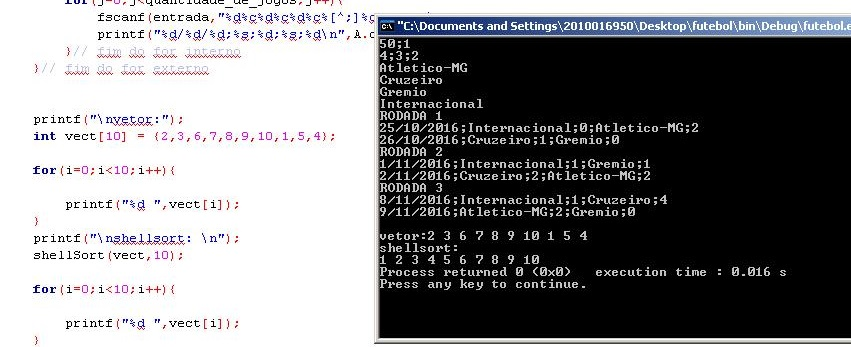 for(j=0;j<quantidade_de_jogos;j++
fscanf(entrada,"%d%c%d%c%d%c%[^;]%c
printf("%d/%d/%d;%s;%d;%s;%d\n",A.d
}// fim do for interno
}// fim do for externo
printf("\nvetor:");
int vect[10] = {2,3,6,7,8,9,10,1,5,4};
for(i=0;i<10;i++){
printf("%d ",vect[i]);
}
printf("\nshellsort: \n");
shellSort(vect,10);
for(i=0;i<10;i++){
printf("%d ",vect[i]);
}
"C:\Documents and Settings\2010016950\Desktop\futebol\bin\Debug\futebol.e
50;1
4;3;2
Atletico-MG
Cruzeiro
Gremio
Internacional
RODADA 1
25/10/2016;Internacional;0;Atletico-MG;2
26/10/2016;Cruzeiro;1;Gremio;0
RODADA 2
1/11/2016;Internacional;1;Gremio;1
2/11/2016;Cruzeiro;2;Atletico-MG;2
RODADA 3
8/11/2016;Internacional;1;Cruzeiro;4
9/11/2016;Atletico-MG;2;Gremio;0
vetor:2 3 6 7 8 9 10 1 5 4
shellsort:
1 2 3 4 5 6 7 8 9 10
Process returned 0 (0x0)   execution time : 0.016 s
Press any key to continue.